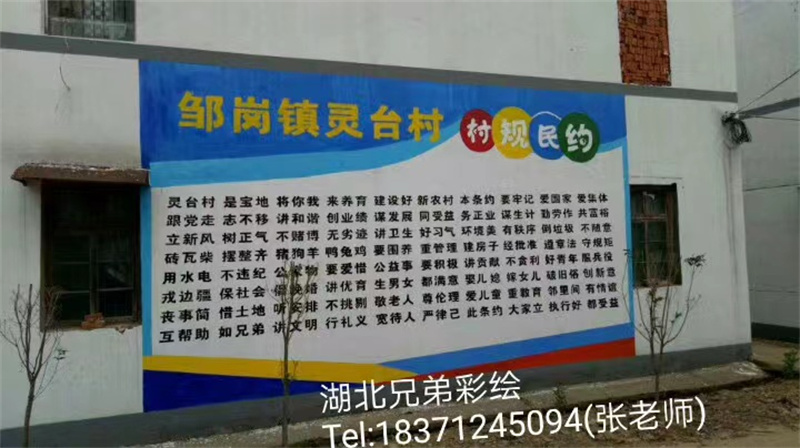 邹岗镇灵台村 村规民约
灵台村 是宝地 将你我 来养育 建设好 新农村 本条约 要牢记 爱国家 爱集体
跟党走 志不移 讲和谐 创业绩 谋发展 同受益 务正业 谋生计 勤劳作 共富裕
立新风 树正气 不赌博 无劣迹 讲卫生 好习气 环境美 有秩序 倒垃圾 不随意
砖瓦柴 摆整齐 猪狗羊 鸭兔鸡 要圈养 重管理 建房子 经批准 遵章法 守规矩
用水电 不违纪 公家物 要爱惜 公益事 要积极 讲贡献 不贪利 好青年 服兵役
戎边疆 保社会 倡晚婚 讲优育 生男女 都满意 娶儿媳 嫁女儿 破旧俗 创新意
丧事简 惜土地 听安排 不挑剔 敬老人 尊伦理 爱儿童 重教育 邻里间 有情谊
互帮助 如兄弟 讲文明 行礼义 宽待人 严律己 此条约 大家立 执行好 都受益
湖北兄弟彩绘
Tel:18371245094(张老师)